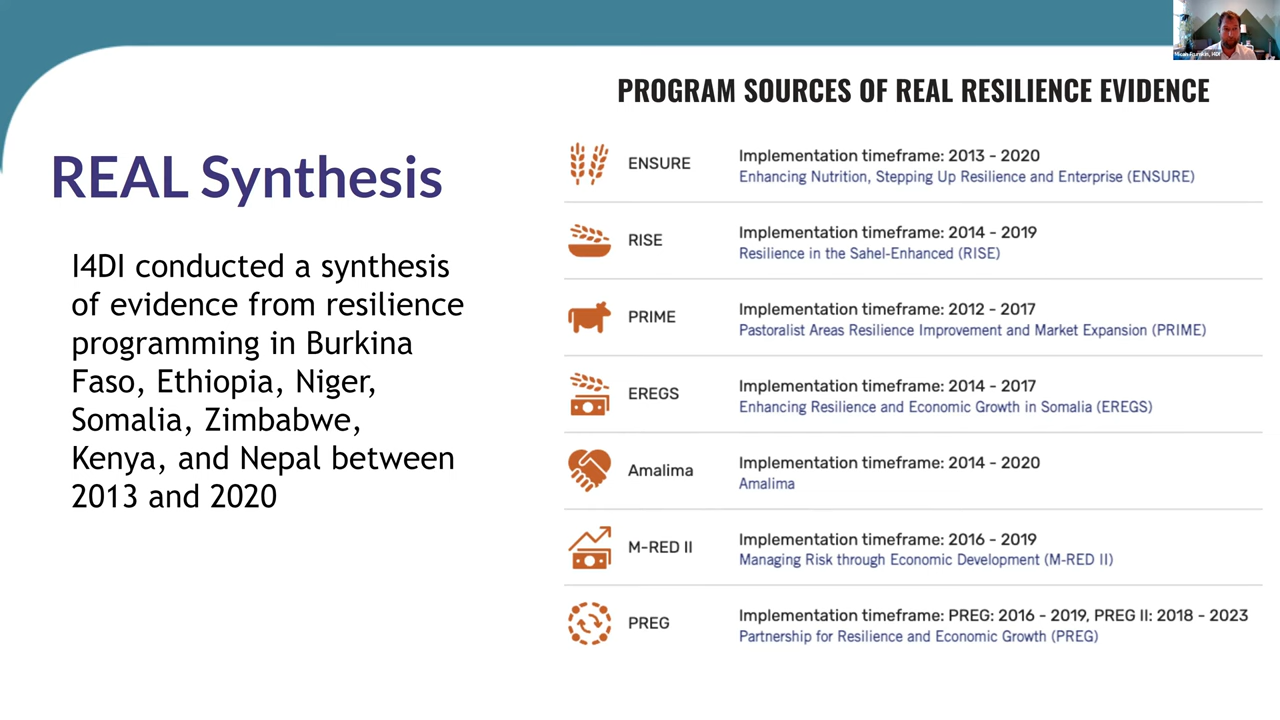 PROGRAM SOURCES OF REAL RESILIENCE EVIDENCE
REAL Synthesis
I4DI conducted a synthesis
of evidence from resilience
programming in Burkina
Faso, Ethiopia, Niger,
Somalia, Zimbabwe,
Kenya, and Nepal between
2013 and 2020
ENSURE
Implementation timeframe: 2013 - 2020
Enhancing Nutrition, Stepping Up Resilience and Enterprise (ENSURE)
RISE
Implementation timeframe: 2014 - 2019
Resilience in the Sahel-Enhanced (RISE)
PRIME
Implementation timeframe: 2012 - 2017
Pastoralist Areas Resilience Improvement and Market Expansion (PRIME)
EREGS
Implementation timeframe: 2014 - 2017
Enhancing Resilience and Economic Growth in Somalia (EREGS)
Amalima
Implementation timeframe: 2014 - 2020
Amalima
M-RED II
Implementation timeframe: 2016 - 2019
Managing Risk through Economic Development (M-RED II)
PREG
Implementation timeframe: PREG: 2016 - 2019, PREG II: 2018 - 2023
Partnership for Resilience and Economic Growth (PREG)